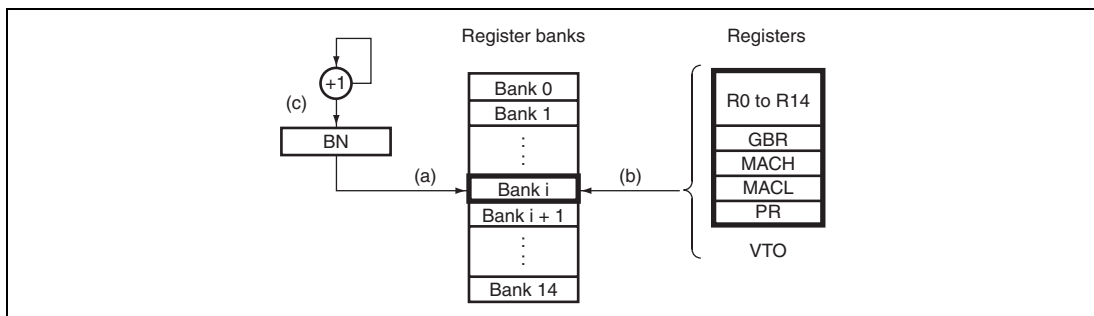 Register banks
Registers
+1
(c)
BN
(a)
Bank 0
Bank 1
⋮
Bank i
Bank i + 1
⋮
Bank 14
(b)
R0 to R14
GBR
MACH
MACL
PR
VTO